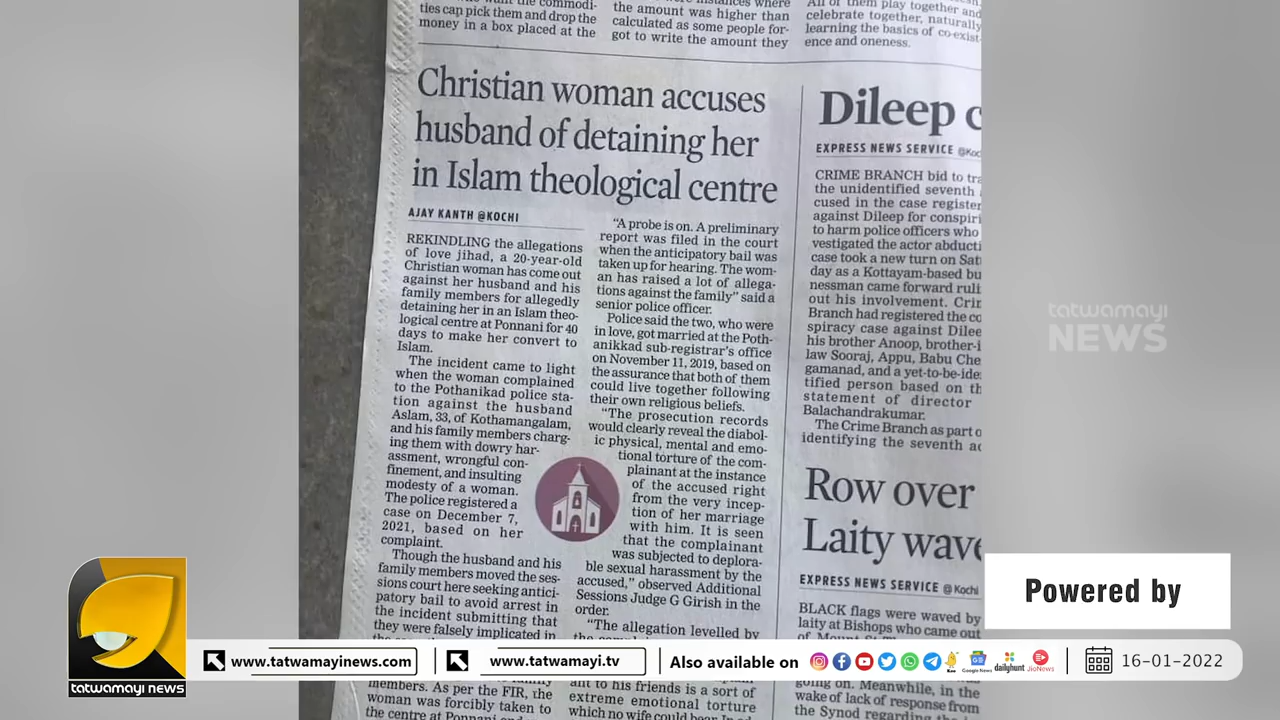 ties cap pick them and drop the
money in a box placed at the
the amount was higher than
calculated as some people for-
got to write the amount they
All of them play together and
celebrate together, naturally
learning the basics of co-exist-
ence and oneness.
Christian woman accuses
husband of detaining her
in Islam theological centre
AJAY KANTH @KOCHI
REKINDLING the allegations
of love jihad, a 20-year-old
Christian woman has come out
against her husband and his
family members for allegedly
detaining her in an Islam theo-
logical centre at Ponnani for 40
days to make her convert to
Islam.
The incident came to light
when the woman complained
to the Pothanikad police sta-
tion against the husband
Aslam, 33, of Kothamangalam,
and his family members charg-
ing them with dowry har-
assment, wrongful con-
finement, and insulting
modesty of a woman.
The police registered a
case on December 7,
2021, based on her
complaint.
Though the husband and his
family members moved the ses-
sions court here seeking antici-
patory bail to avoid arrest in
the incident submitting that
they were falsely implicated in
members. As per the FIR, the
woman was forcibly taken to
the centre at Ponnani and
"A probe is on. A preliminary
report was filed in the court
when the anticipatory bail was
taken up for hearing. The wom-
an has raised a lot of allega-
tions against the family" said a
senior police officer.
Police said the two, who were
in love, got married at the Poth-
anikkad sub-registrar's office
on November 11, 2019, based on
the assurance that both of them
could live together following
their own religious beliefs.
"The prosecution records
would clearly reveal the diabol-
ic physical, mental and emo-
tional torture of the com-
plainant at the instance
of the accused right
from the very incep-
tion of her marriage
with him. It is seen
that the complainant
was subjected to deplora-
ble sexual harassment by the
accused," observed Additional
Sessions Judge G Girish in the
order.
"The allegation levelled by
ant to his friends is a sort of
extreme emotional torture
which no wife could bear.
Dileep c
EXPRESS NEWS SERVICE @Koc
CRIME BRANCH bid to tra
the unidentified seventh
cused in the case register
against Dileep for conspir
to harm police officers who
vestigated the actor abducti
case took a new turn on Sat
day as a Kottayam-based bu
nessman came forward ruli
out his involvement. Crim
Branch had registered the co
spiracy case against Dilee
his brother Anoop, brother-i
law Sooraj, Appu, Babu Che
gamanad, and a yet-to-be-ide
tified person based on th
statement of director
Balachandrakumar.
The Crime Branch as part o
identifying the seventh ac
Row over
Laity wave
EXPRESS NEWS SERVICE @Kochi
BLACK flags were waved by
laity at Bishops who came out
going on. Meanwhile, in the
wake of lack of response from
the Synod regarding the
tatwamayi
NEWS
Powered by
tatwamayi news
www.tatwamayinews.com
www.tatwamayi.tv
Also available on
Koo
Google News
dailyhunt
JioNews
16-01-2022